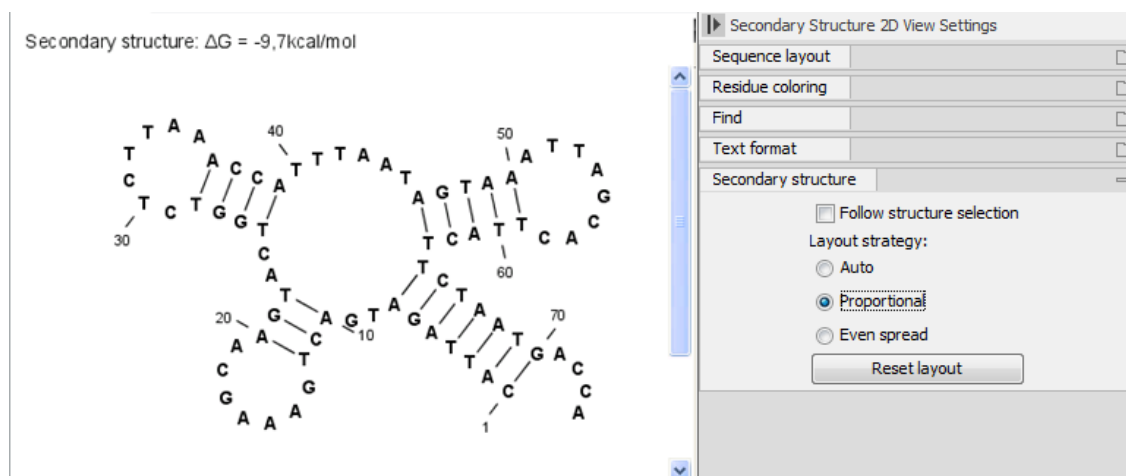 Secondary structure: ΔG = -9,7kcal/mol
CATTAGATGACTGAAAGCAAGTACTGGTCTCTTAAACCATTTAATAGTAAATTAGCACTTACTTCTAATGACCA
1
10
20
30
40
50
60
70
Secondary Structure 2D View Settings
Sequence layout
Residue coloring
Find
Text format
Secondary structure
Follow structure selection
Layout strategy:
Auto
Proportional
Even spread
Reset layout